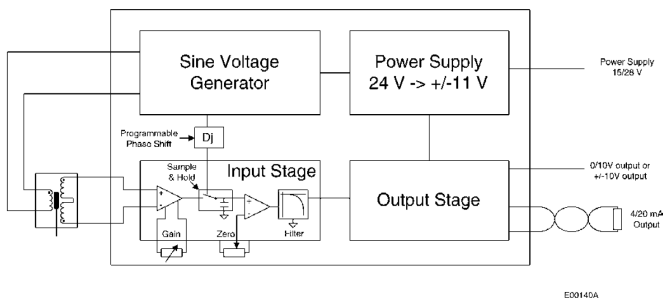 Sine Voltage
Generator
Power Supply
24 V -> +/-11 V
Power Supply
15/28 V
Programmable
Phase Shift
Dj
Sample
& Hold
Input Stage
Gain
Zero
Filter
Output Stage
0/10V output or
+/-10V output
4/20 mA
Output
E00140A